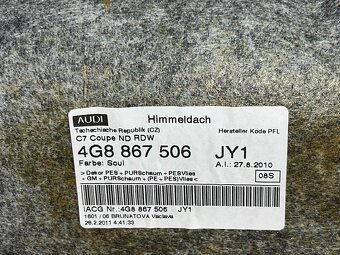 AUDI Himmeldach
Tschechische Republik (CZ) Hersteller Kode PFL
C7 Coupe ND RDW
4G8 867 506 JY1
Farbe: Soul A.I.: 27.8.2010
> Dekor PES + PURSchaum + PESVlies 08S
+ GM + PURSchaum + (PE + PES)Vlies <
IACG Nr.:4G8 867 506 JY1
1601 / 06 BRUNATOVA Vaclava
28.2.2011 4:41:33